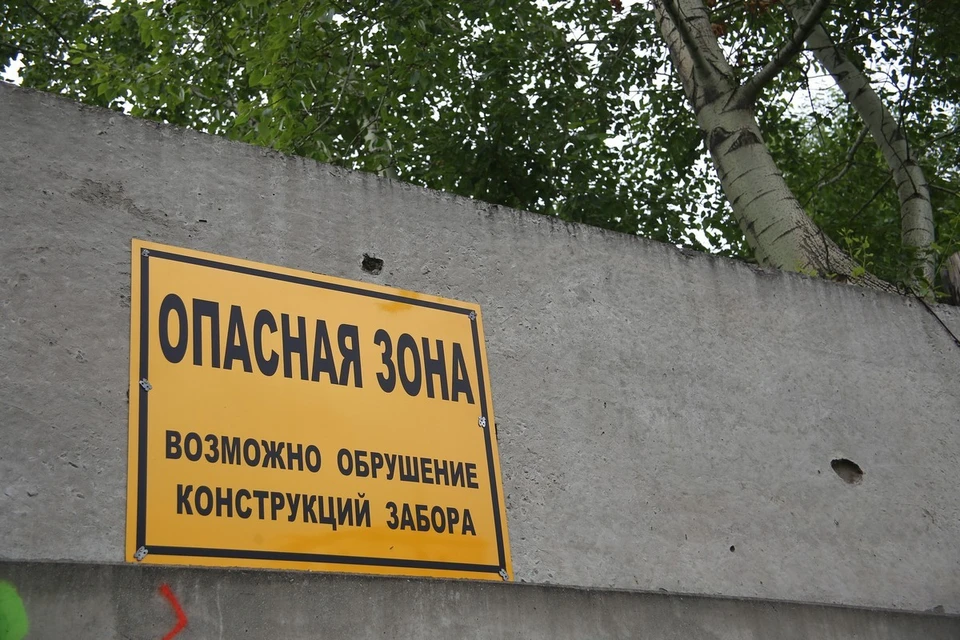 ОПАСНАЯ ЗОНА
ВОЗМОЖНО ОБРУШЕНИЕ
КОНСТРУКЦИЙ ЗАБОРА